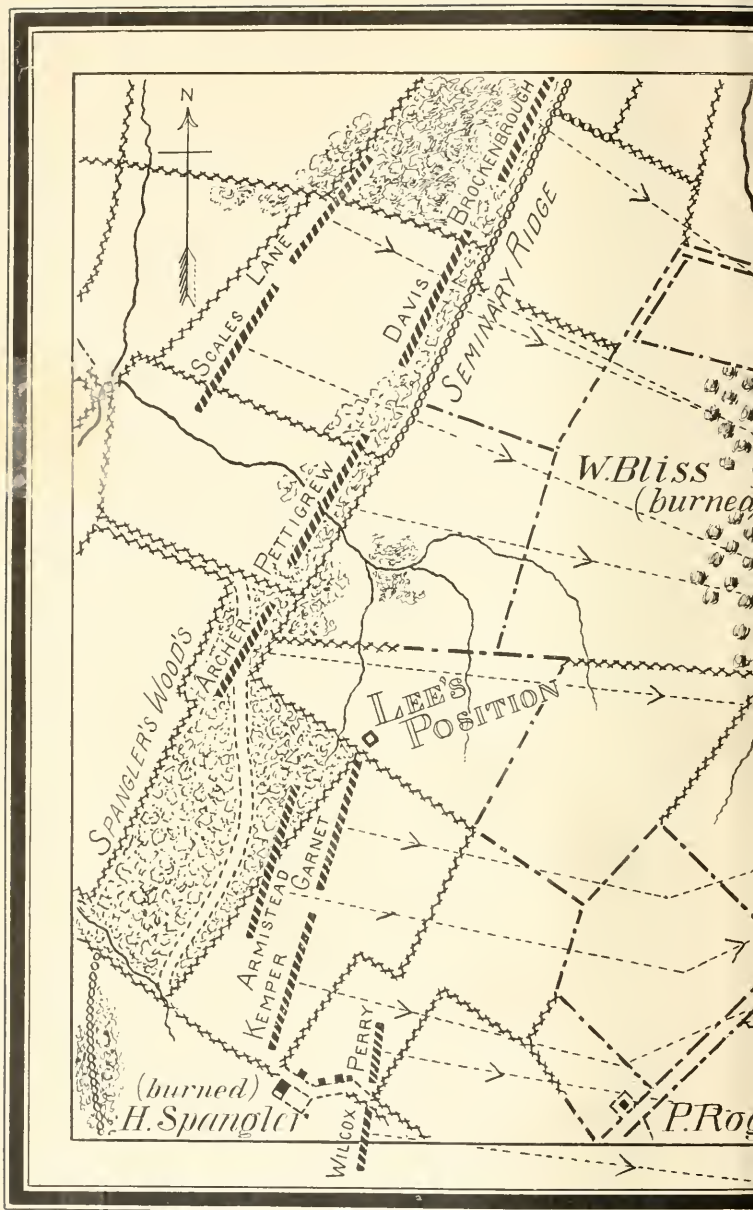 N
BROCKENBROUGH
LANE
SEMINARY RIDGE
DAVIS
SCALES
W. Bliss
(burned
PETTIGREW
ARCHER
SPANGLER'S WOOD'S
LEE'S
POSITION
GARNET
ARMISTEAD
KEMPER
PERRY
(burned)
H. Spangler
WILCOX
P. Rog